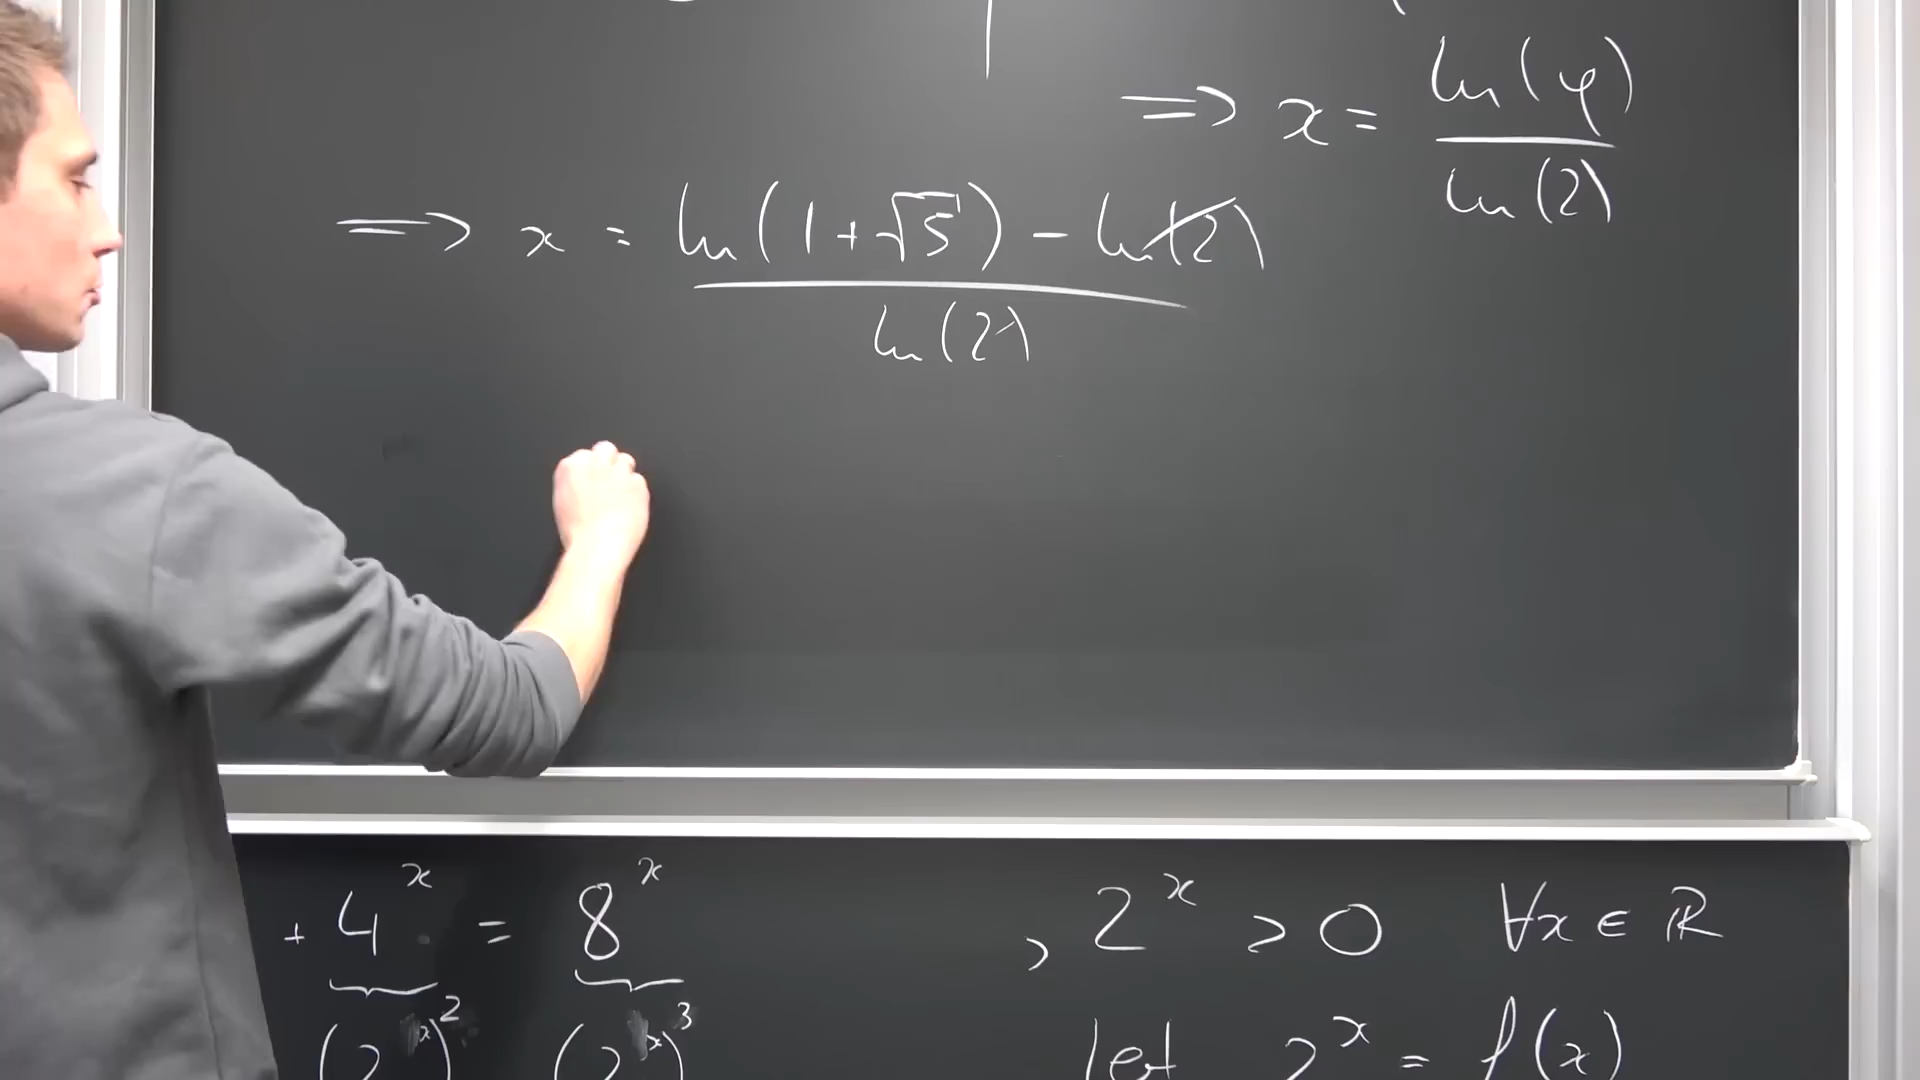 => x = ln(φ) / ln(2)
=> x = ln(1+√5) - ln(2) / ln(2)
+ 4^x = 8^x , 2^x > 0 ∀x ∈ ℝ
(2^x)^2 (2^x)^3 let 2^x = f(x)